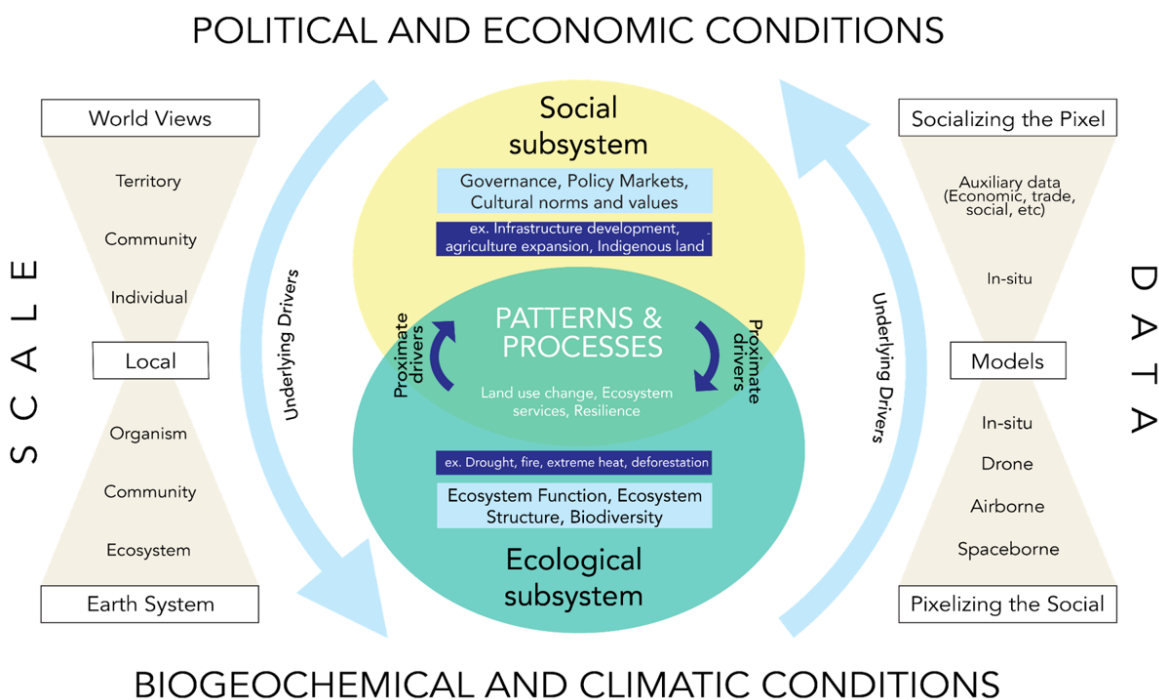 POLITICAL AND ECONOMIC CONDITIONS
SCALE
World Views
Territory
Community
Individual
Local
Organism
Community
Ecosystem
Earth System
Underlying Drivers
Social
subsystem
Governance, Policy Markets,
Cultural norms and values
ex. Infrastructure development,
agriculture expansion, Indigenous land
Proximate
drivers
PATTERNS &
PROCESSES
Land use change, Ecosystem
services, Resilience
Proximate
drivers
ex. Drought, fire, extreme heat, deforestation
Ecosystem Function, Ecosystem
Structure, Biodiversity
Ecological
subsystem
Underlying Drivers
Socializing the Pixel
Auxiliary data
(Economic, trade,
social, etc)
In-situ
Models
In-situ
Drone
Airborne
Spaceborne
Pixelizing the Social
DATA
BIOGEOCHEMICAL AND CLIMATIC CONDITIONS